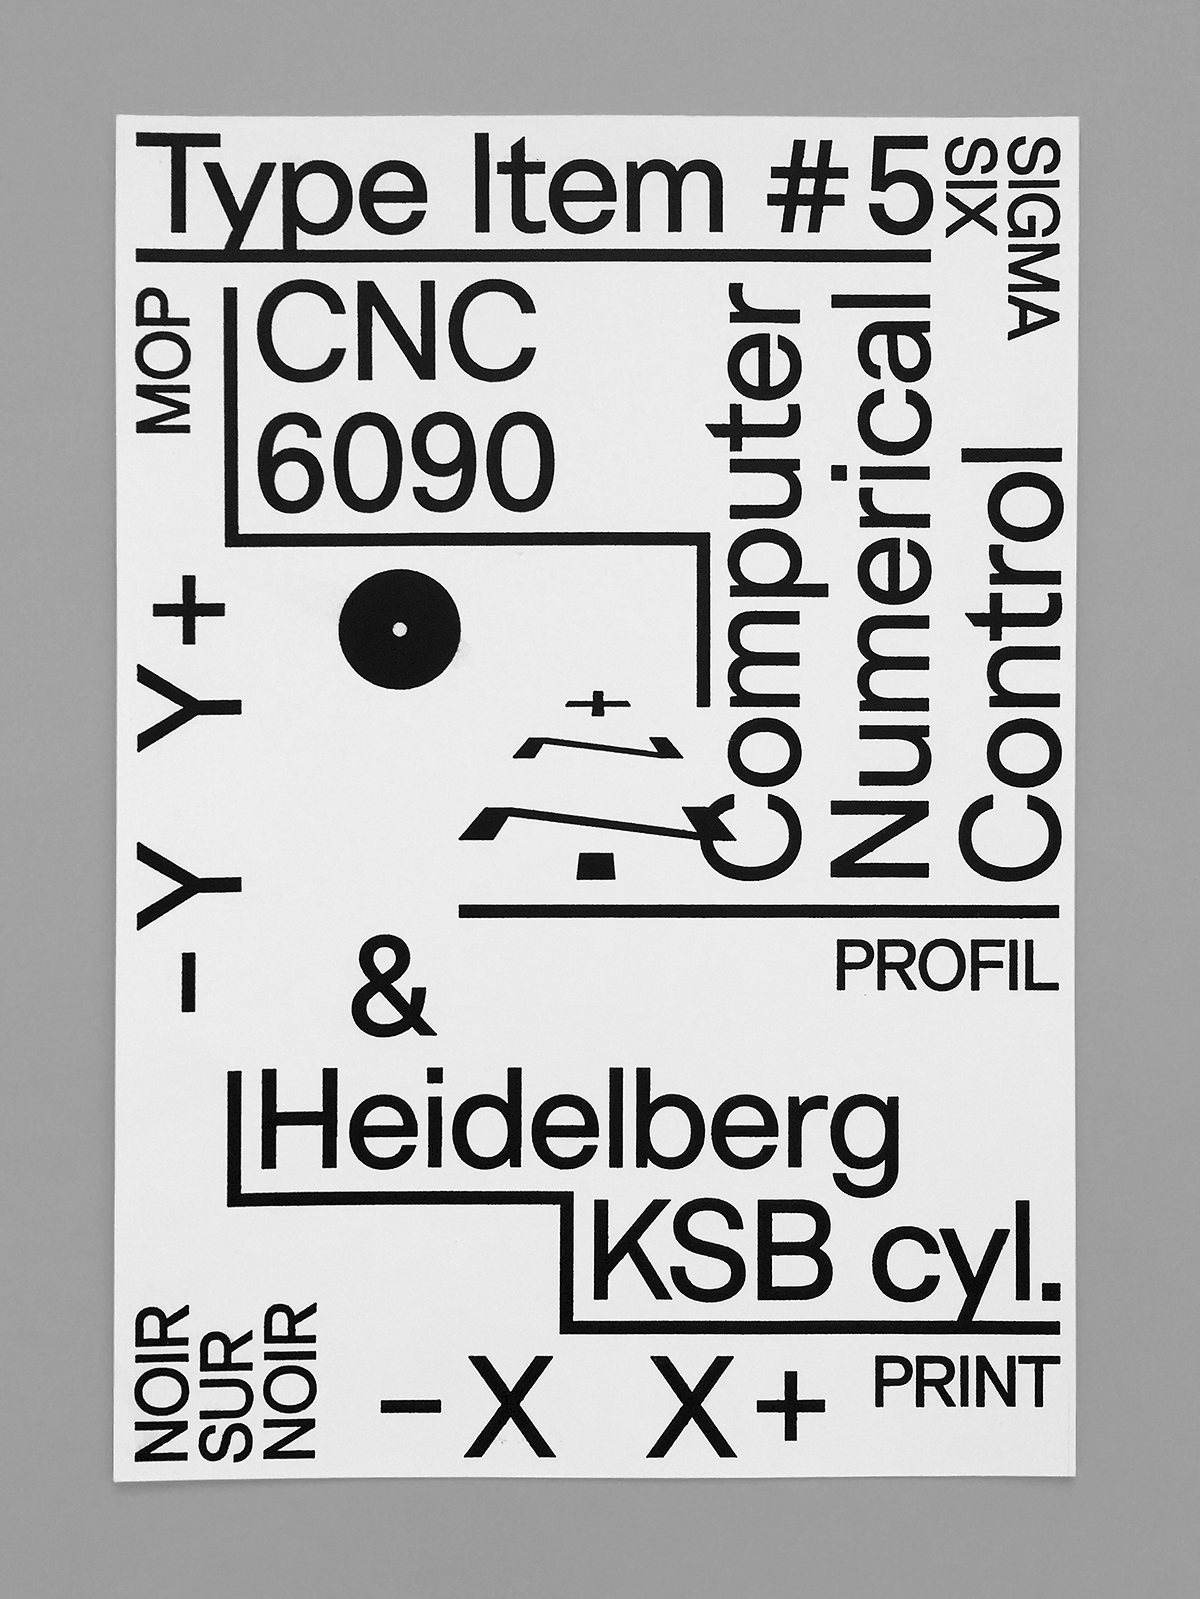 Type Item #5
SIX
SIGMA
MOP
CNC
6090
Computer
Numerical
Control
Y+
-Y
Z+
Z-
PROFIL
&
Heidelberg
KSB cyl.
NOIR
SUR
NOIR
-X X+
PRINT